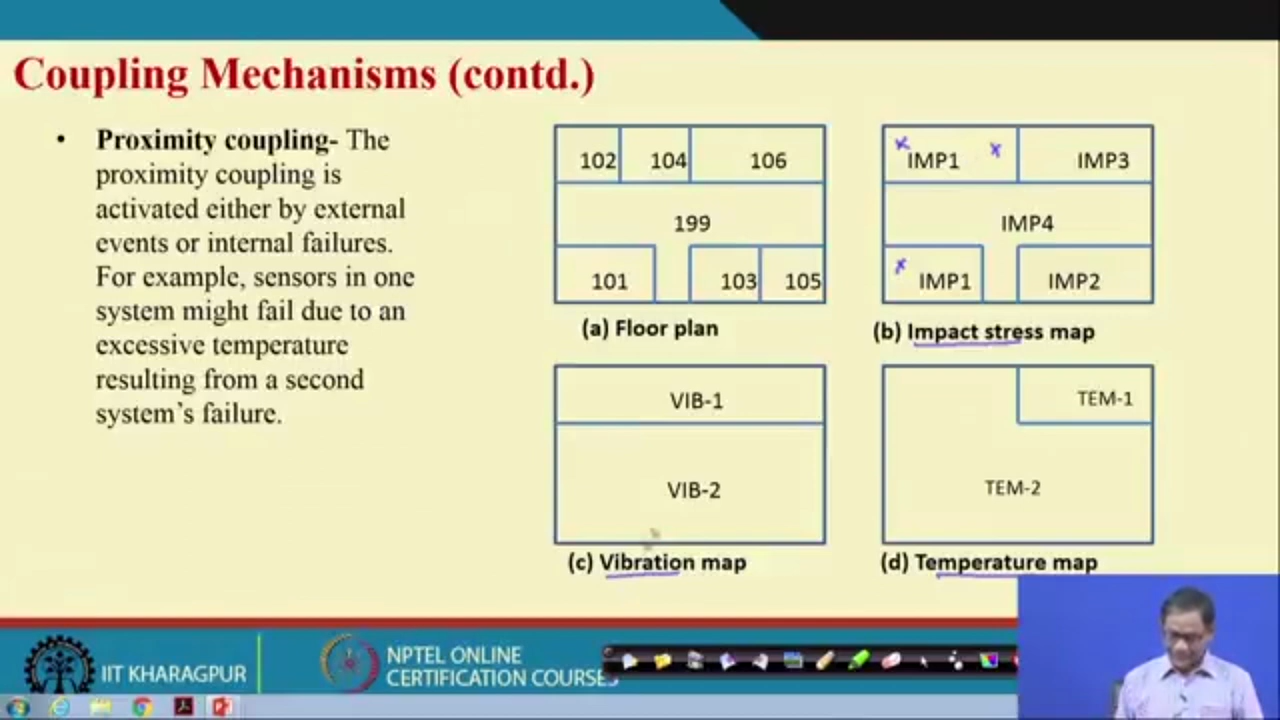 Coupling Mechanisms (contd.)
• Proximity coupling- The
proximity coupling is
activated either by external
events or internal failures.
For example, sensors in one
system might fail due to an
excessive temperature
resulting from a second
system's failure.
102 104 106
199
101 103 105
(a) Floor plan
IMP1 IMP3
IMP4
IMP1 IMP2
(b) Impact stress map
VIB-1
VIB-2
(c) Vibration map
TEM-1
TEM-2
(d) Temperature map
IIT KHARAGPUR
NPTEL ONLINE
CERTIFICATION COURSES